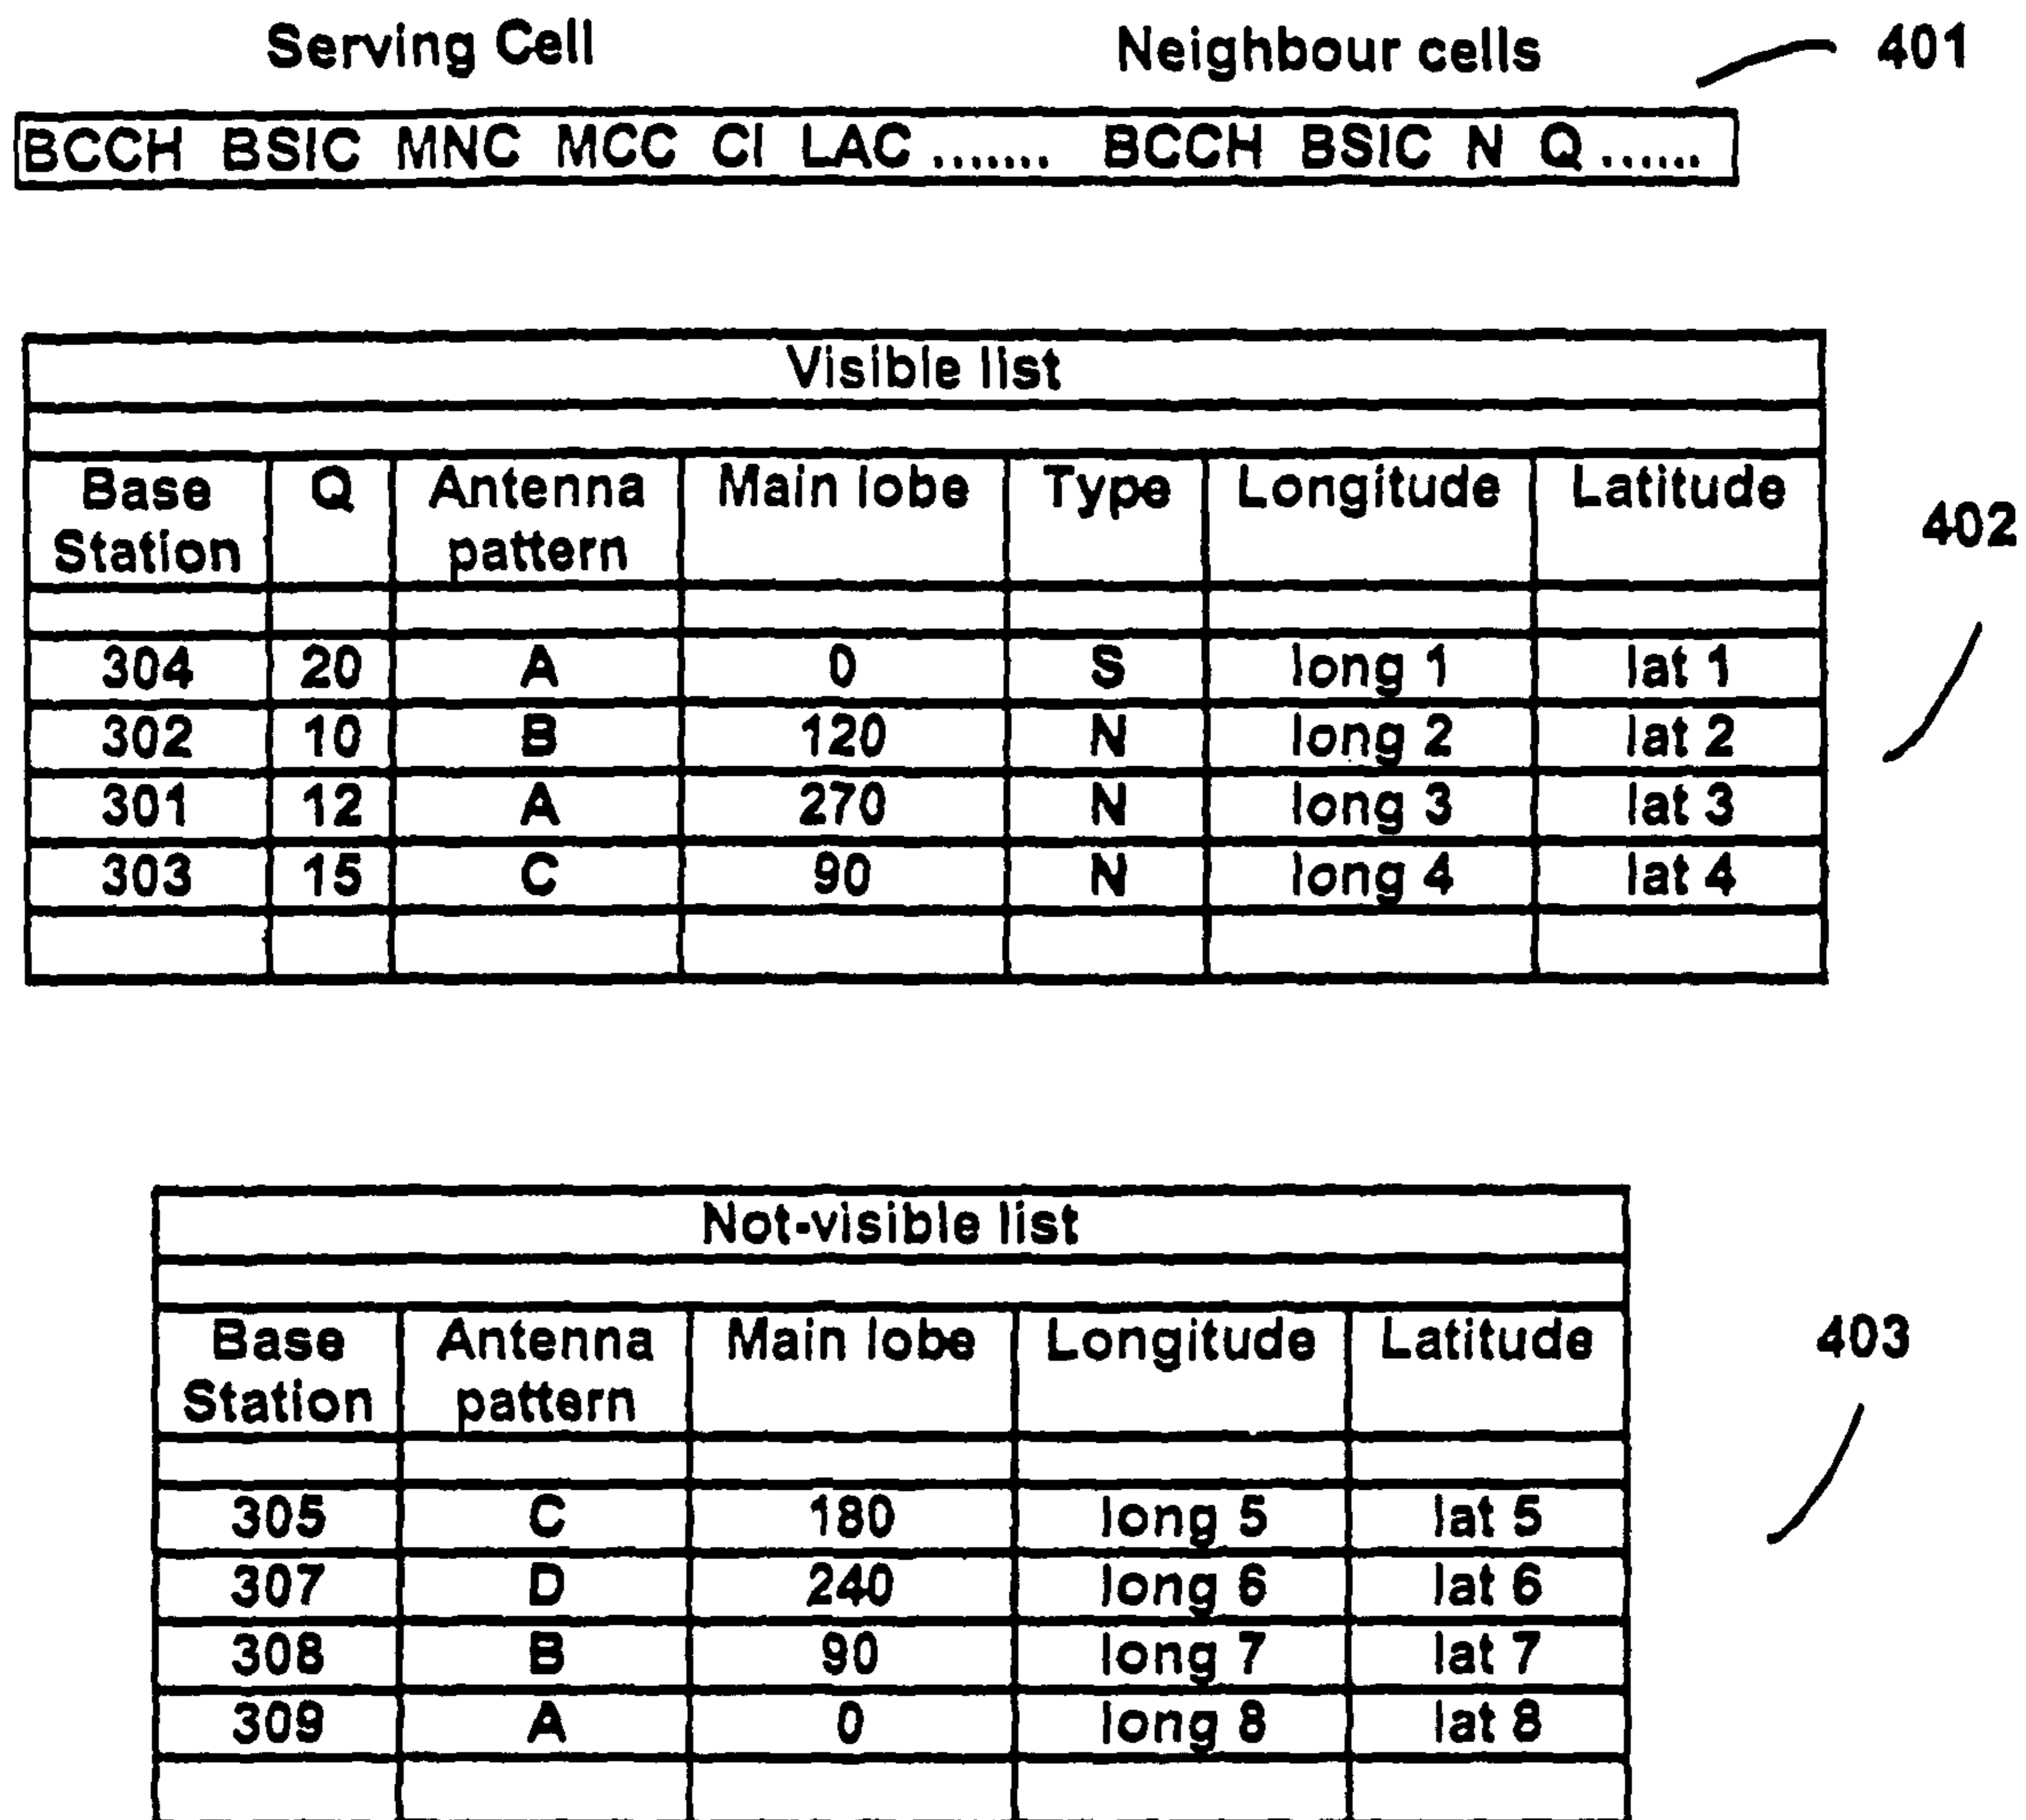 Serving Cell Neighbour cells 401
BCCH BSIC MNC MCC CI LAC ........ BCCH BSIC N Q ......
Visible list
Base Station Q Antenna pattern Main lobe Type Longitude Latitude
402
304 20 A 0 S long 1 lat 1
302 10 B 120 N long 2 lat 2
301 12 A 270 N long 3 lat 3
303 15 C 90 N long 4 lat 4
Not-visible list
Base Station Antenna pattern Main lobe Longitude Latitude
403
305 C 180 long 5 lat 5
307 D 240 long 6 lat 6
308 B 90 long 7 lat 7
309 A 0 long 8 lat 8